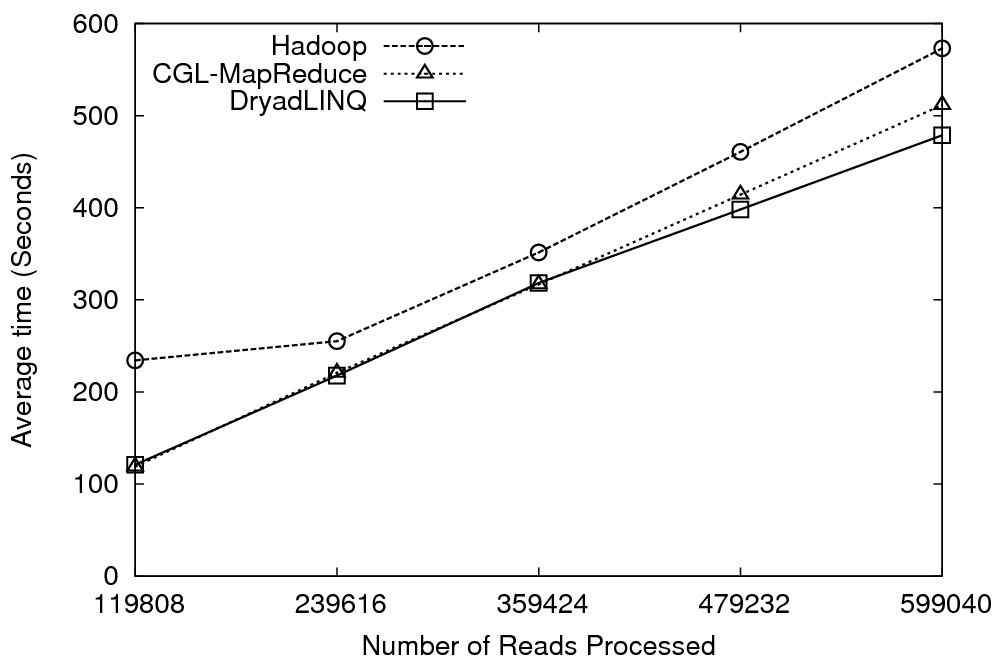 600
500
400
300
200
100
0
Average time (Seconds)
Hadoop
CGL-MapReduce
DryadLINQ
119808 239616 359424 479232 599040
Number of Reads Processed